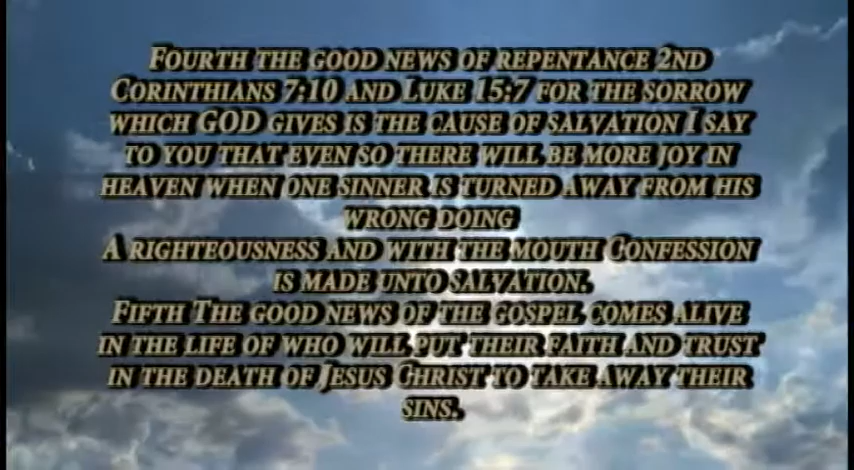 FOURTH THE GOOD NEWS OF REPENTANCE 2ND
CORINTHIANS 7:10 AND LUKE 15:7 FOR THE SORROW
WHICH GOD GIVES IS THE CAUSE OF SALVATION I SAY
TO YOU THAT EVEN SO THERE WILL BE MORE JOY IN
HEAVEN WHEN ONE SINNER IS TURNED AWAY FROM HIS
WRONG DOING
A RIGHTEOUSNESS AND WITH THE MOUTH CONFESSION
IS MADE UNTO SALVATION.
FIFTH THE GOOD NEWS OF THE GOSPEL COMES ALIVE
IN THE LIFE OF WHO WILL PUT THEIR FAITH AND TRUST
IN THE DEATH OF JESUS CHRIST TO TAKE AWAY THEIR
SINS.